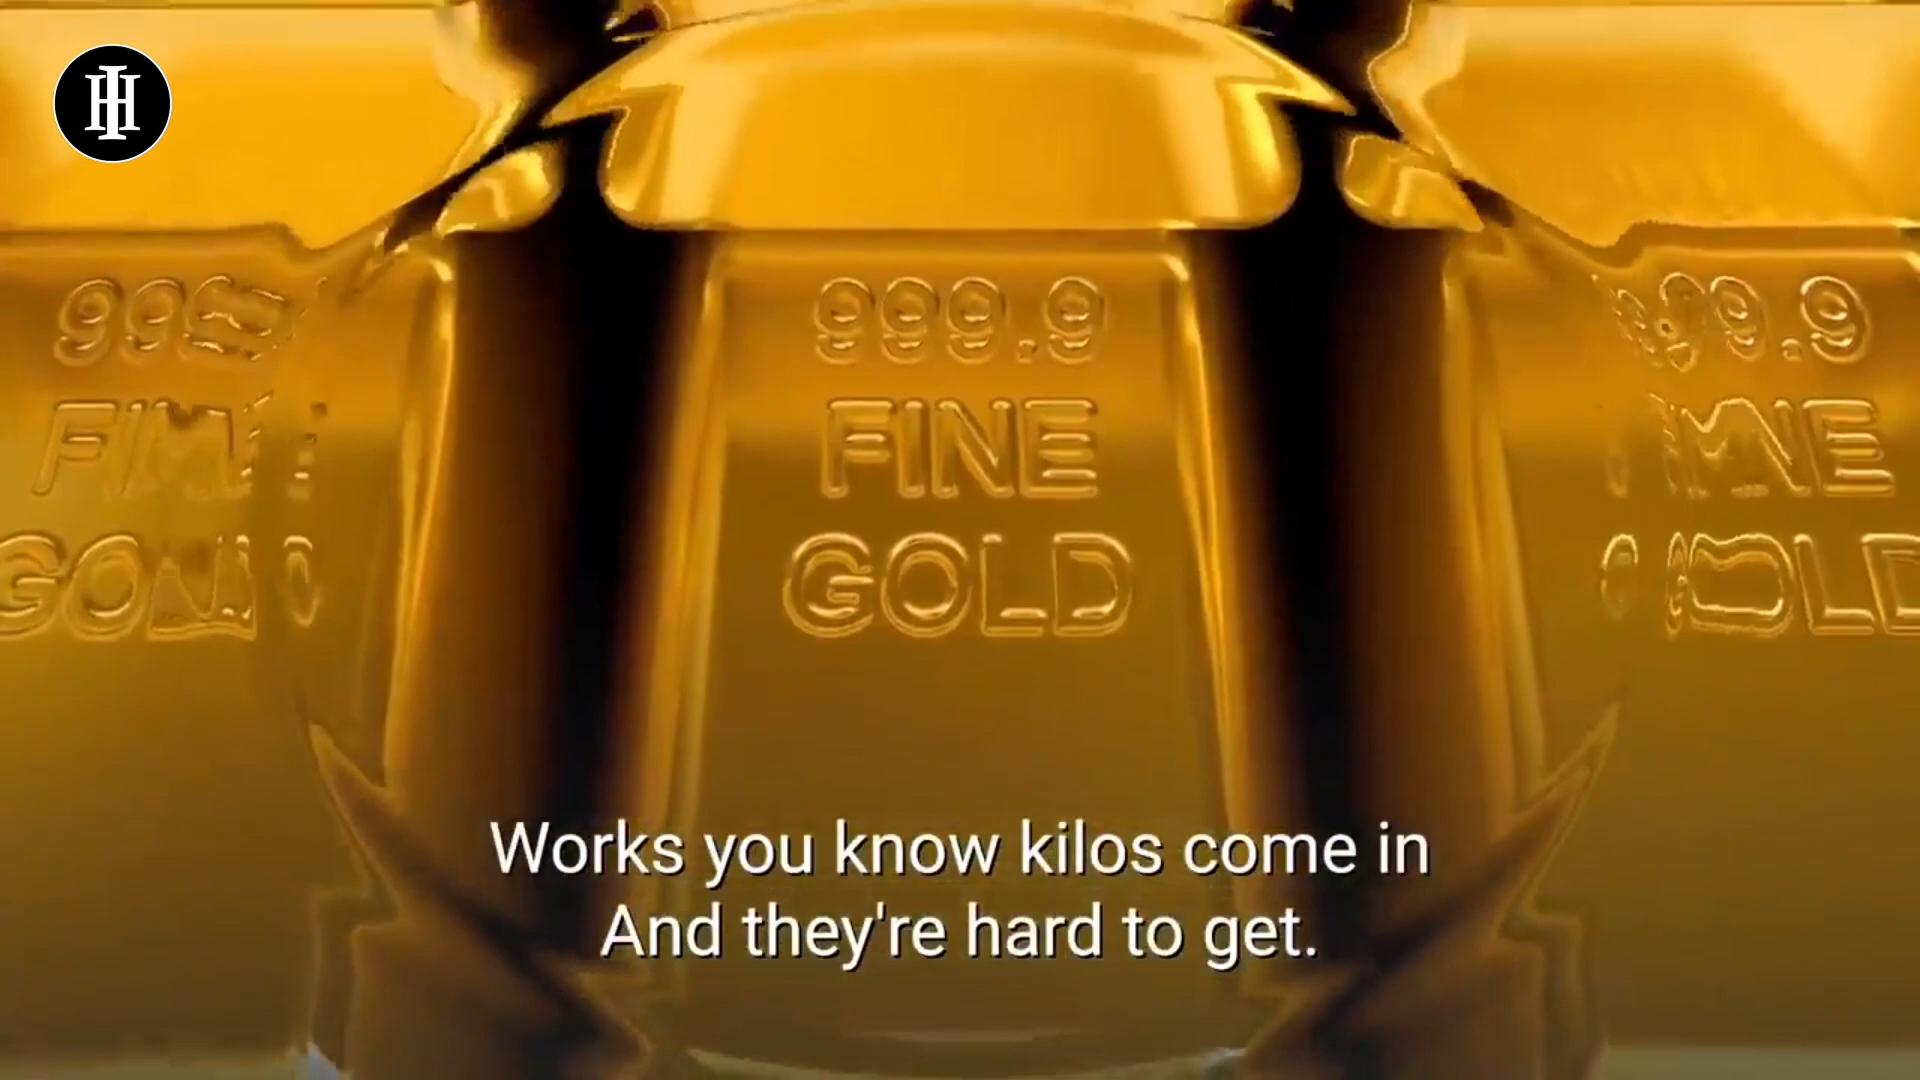 999.9
FINE
GOLD
Works you know kilos come in
And they're hard to get.